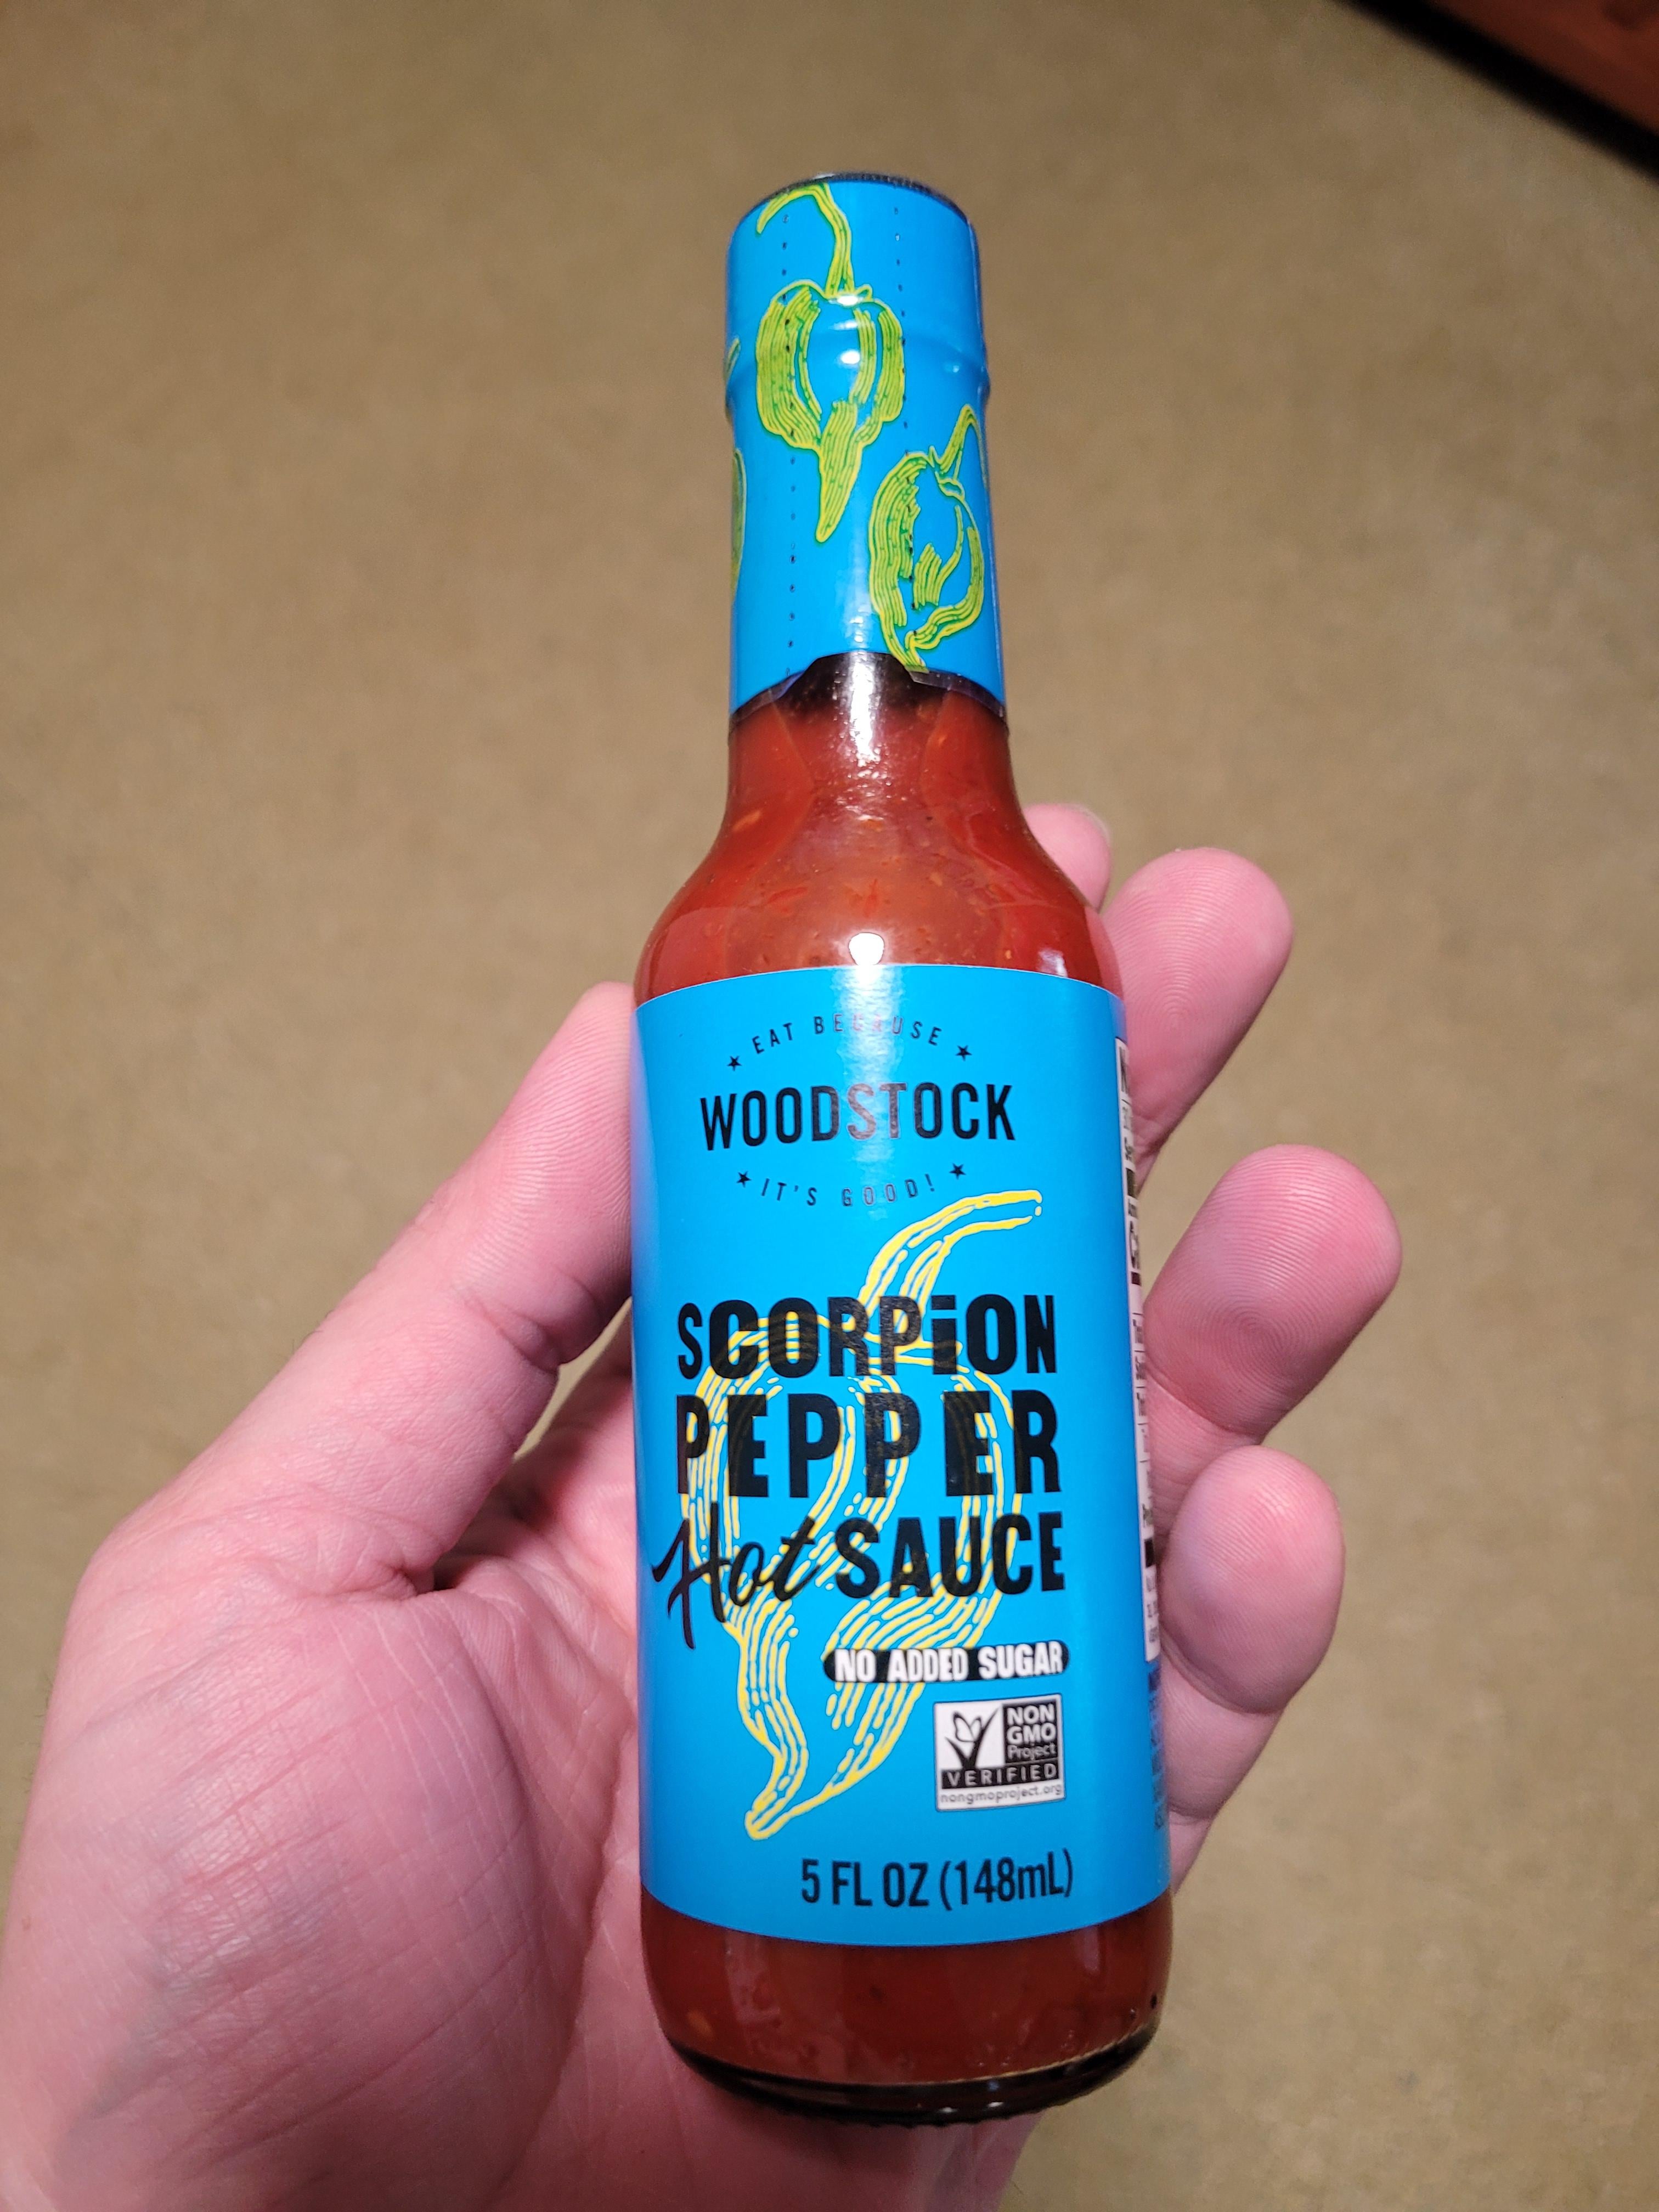 EAT BECAUSE
WOODSTOCK
IT'S GOOD!
SCORPiON
PEPPER
Hot SAUCE
NO ADDED SUGAR
NON
GMO
Project
VERIFIED
nongmoproject.org
5 FL OZ (148mL)